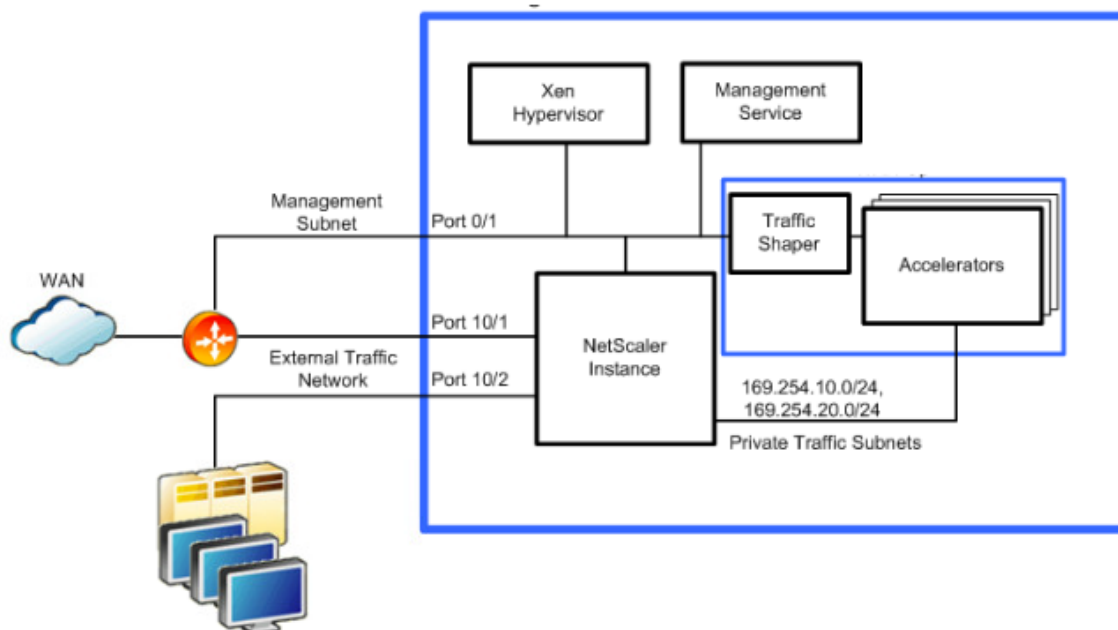 Xen
Hypervisor
Management
Service
Management
Subnet
Port 0/1
Traffic
Shaper
Accelerators
WAN
Port 10/1
External Traffic
Network
Port 10/2
NetScaler
Instance
169.254.10.0/24,
169.254.20.0/24
Private Traffic Subnets